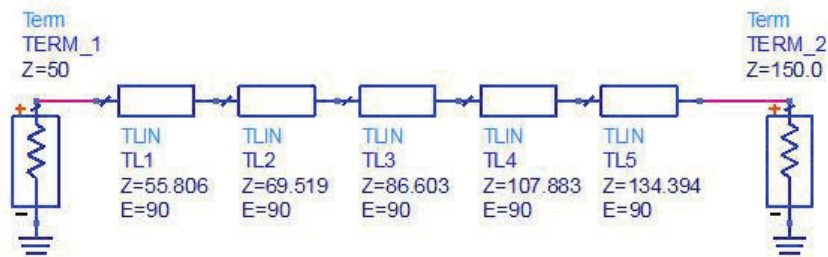 Term
TERM_1
Z=50
Term
TERM_2
Z=150.0
+
+
TLIN
TL1
Z=55.806
E=90
TLIN
TL2
Z=69.519
E=90
TLIN
TL3
Z=86.603
E=90
TLIN
TL4
Z=107.883
E=90
TLIN
TL5
Z=134.394
E=90
-
-